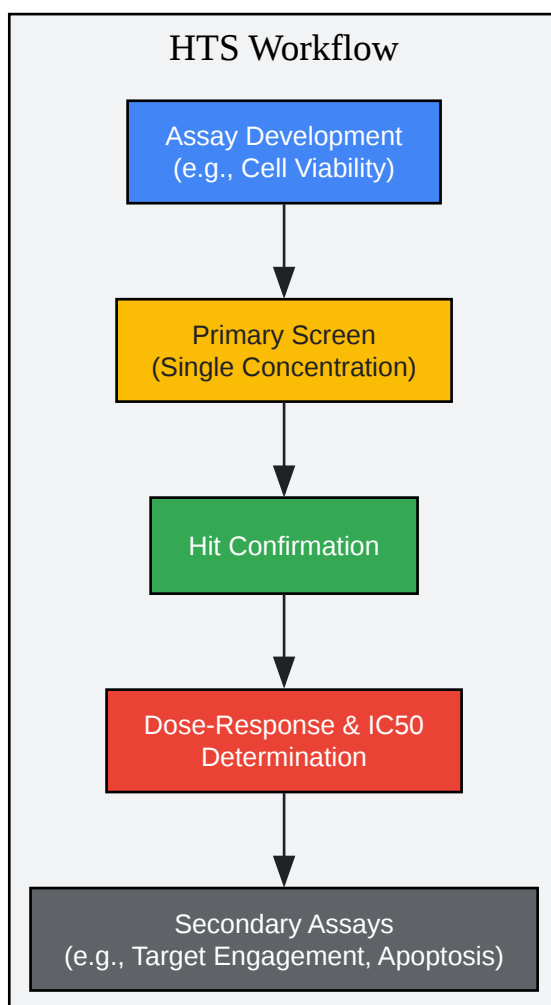 HTS Workflow
Assay Development
(e.g., Cell Viability)
Primary Screen
(Single Concentration)
Hit Confirmation
Dose-Response & IC50
Determination
Secondary Assays
(e.g., Target Engagement, Apoptosis)